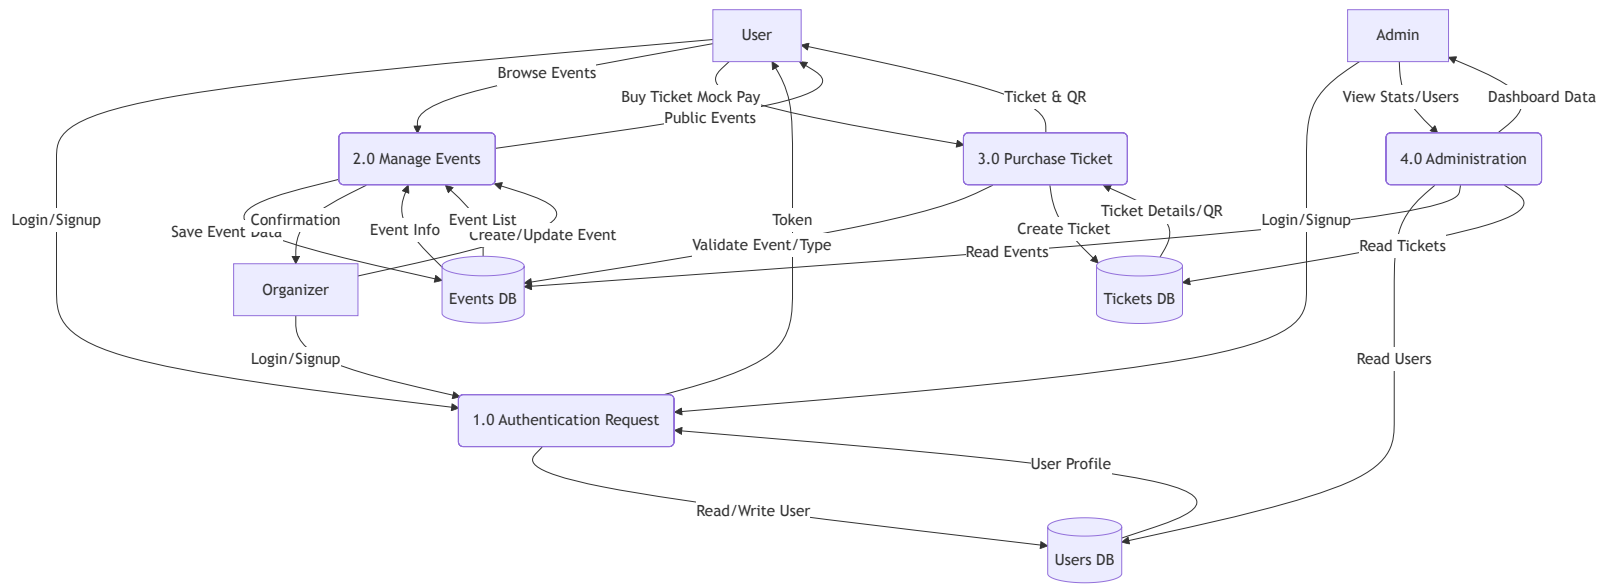 User
Admin
Browse Events
Buy Ticket Mock Pay
Ticket & QR
View Stats/Users
Dashboard Data
Public Events
2.0 Manage Events
3.0 Purchase Ticket
4.0 Administration
Login/Signup
Save Event Data
Confirmation
Event Info
Event List
Create/Update Event
Token
Validate Event/Type
Create Ticket
Ticket Details/QR
Login/Signup
Read Events
Read Tickets
Organizer
Events DB
Tickets DB
Login/Signup
Read Users
1.0 Authentication Request
User Profile
Read/Write User
Users DB